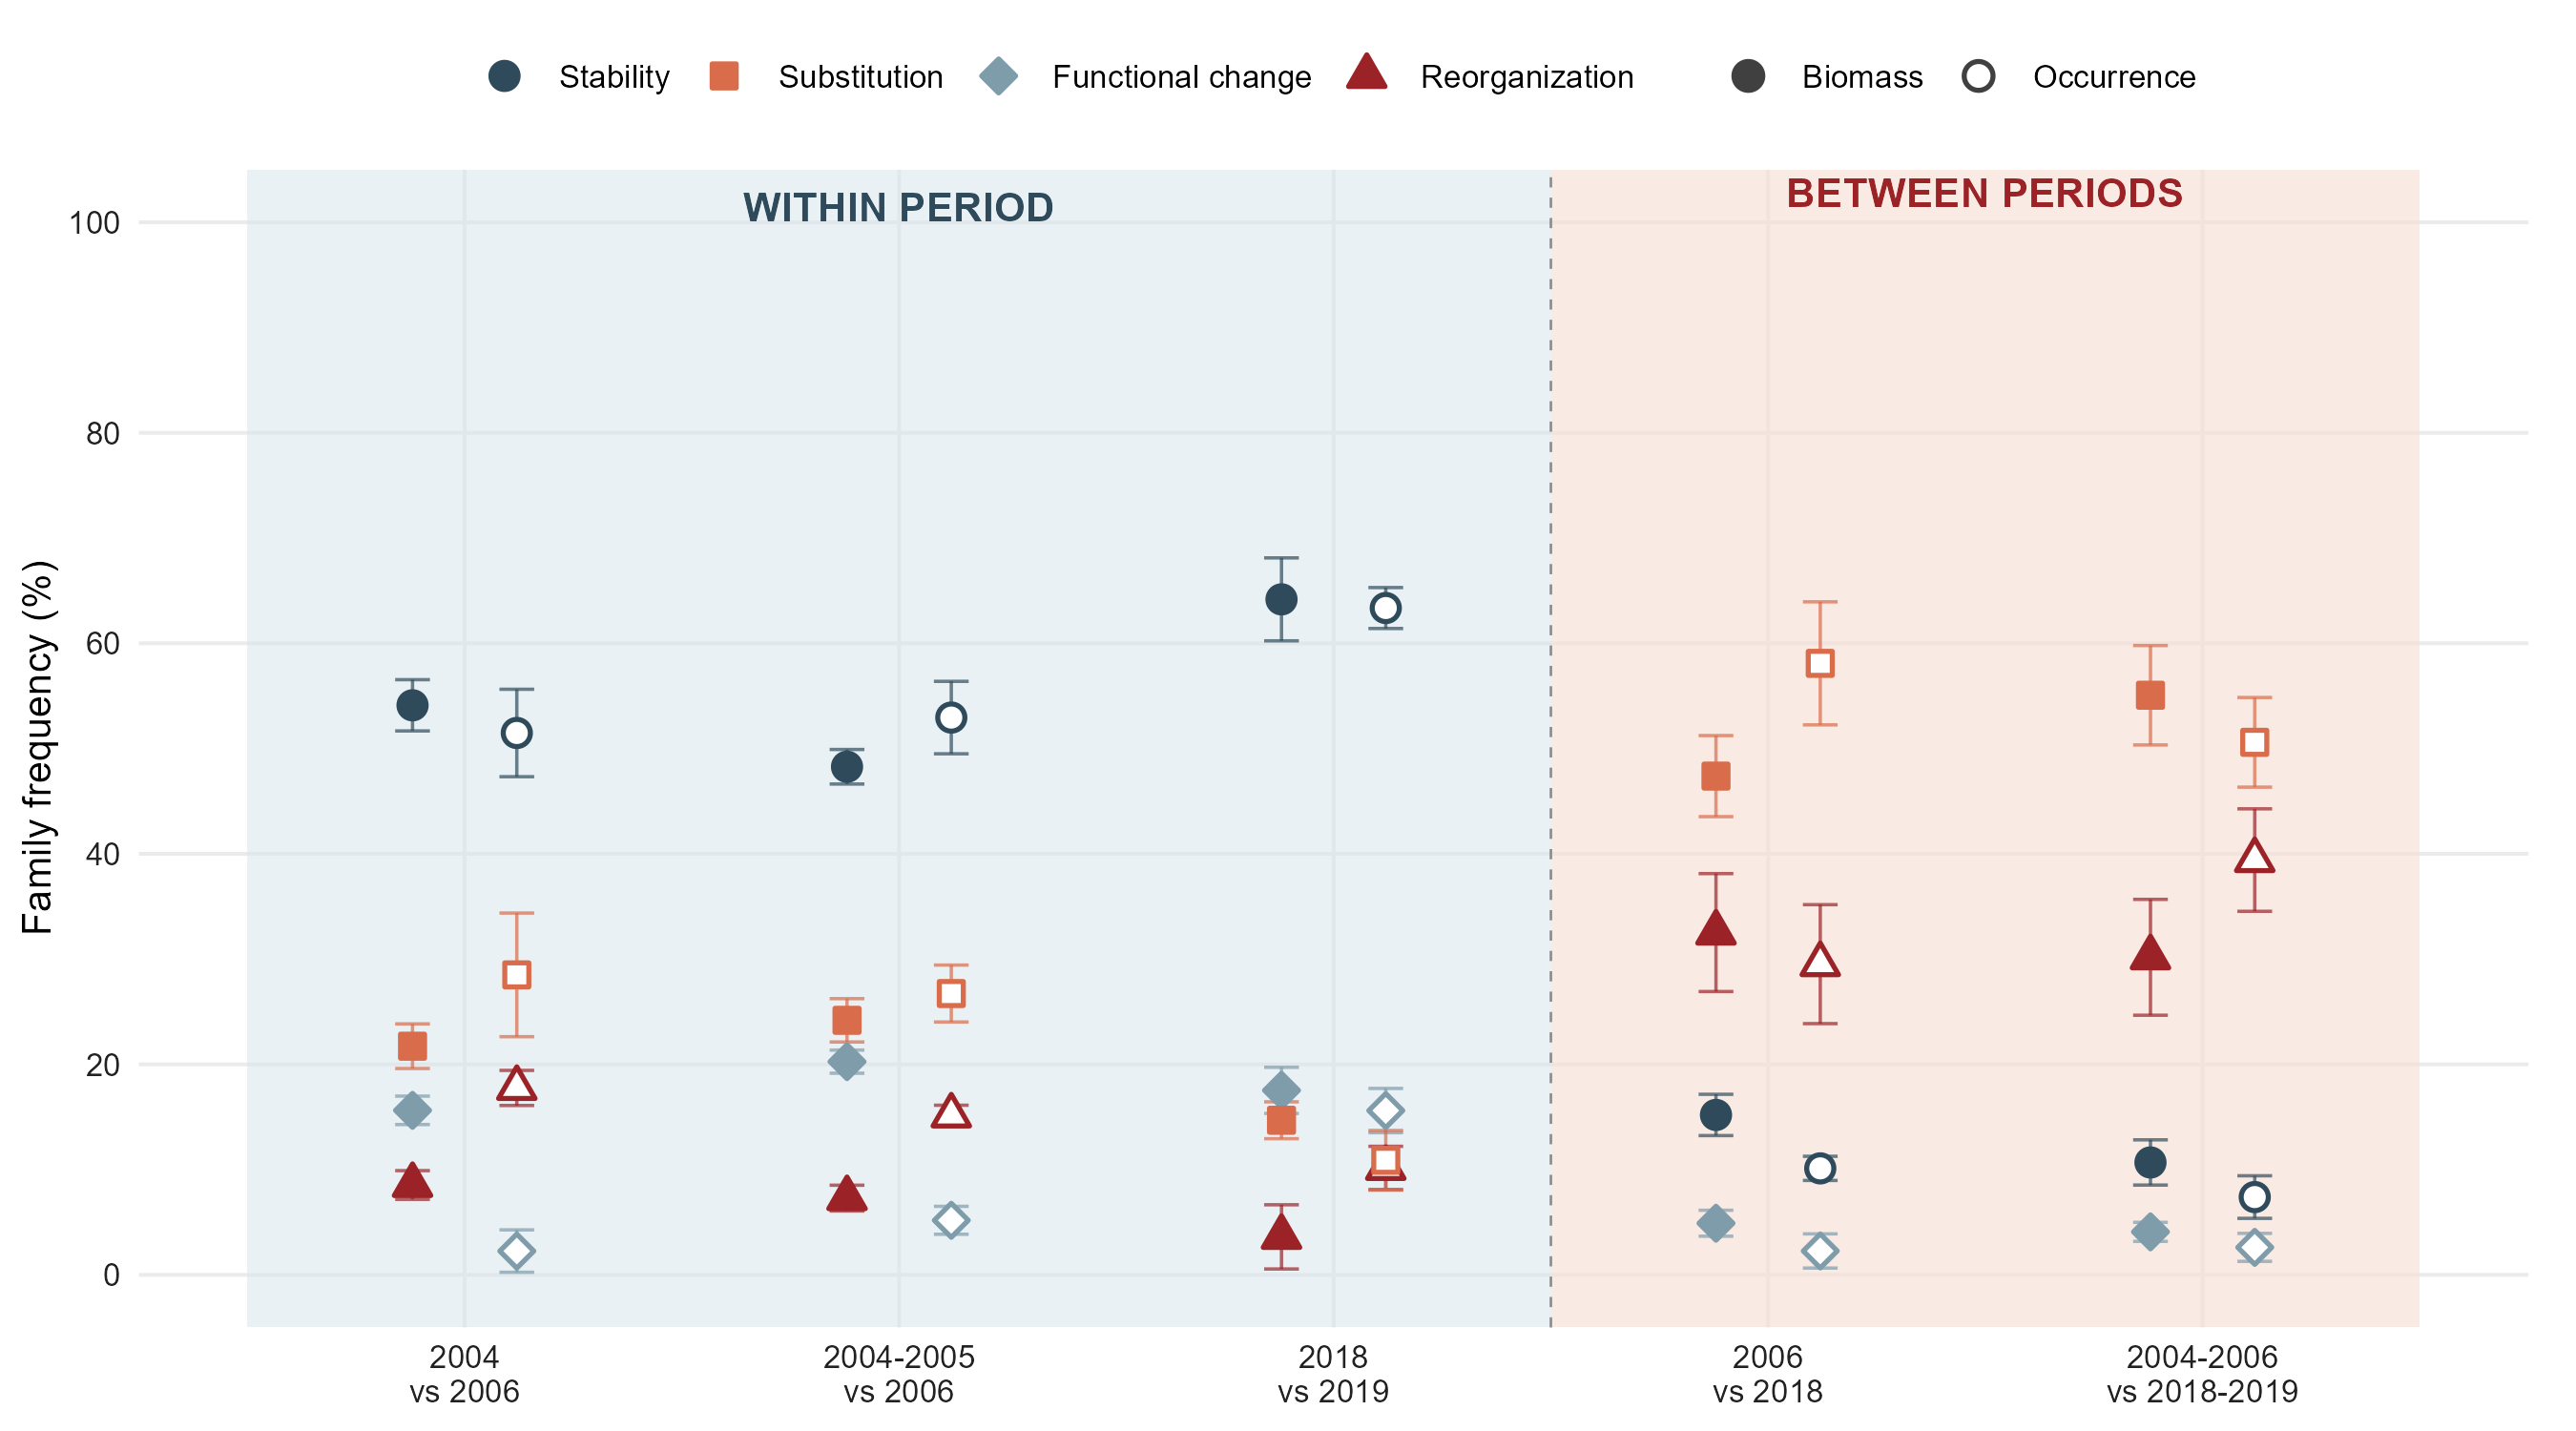 Stability Substitution Functional change Reorganization Biomass Occurrence
WITHIN PERIOD
BETWEEN PERIODS
Family frequency (%)
100
80
60
40
20
0
2004
vs 2006
2004-2005
vs 2006
2018
vs 2019
2006
vs 2018
2004-2006
vs 2018-2019